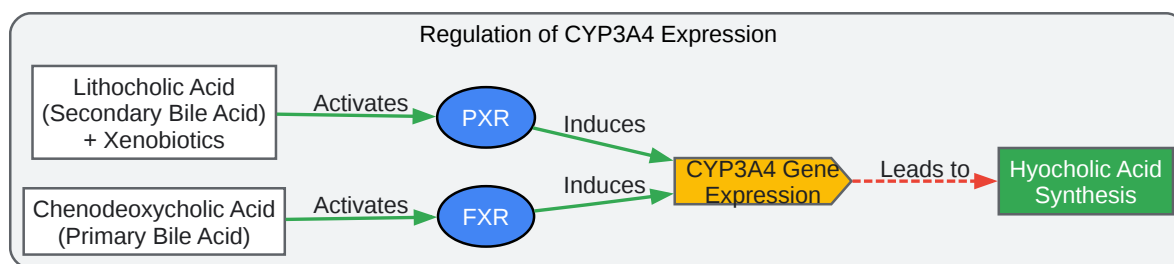 Regulation of CYP3A4 Expression
Lithocholic Acid
(Secondary Bile Acid)
+ Xenobiotics
Activates
PXR
Induces
Chenodeoxycholic Acid
(Primary Bile Acid)
Activates
FXR
Induces
CYP3A4 Gene
Expression
Leads to
Hyocholic Acid
Synthesis